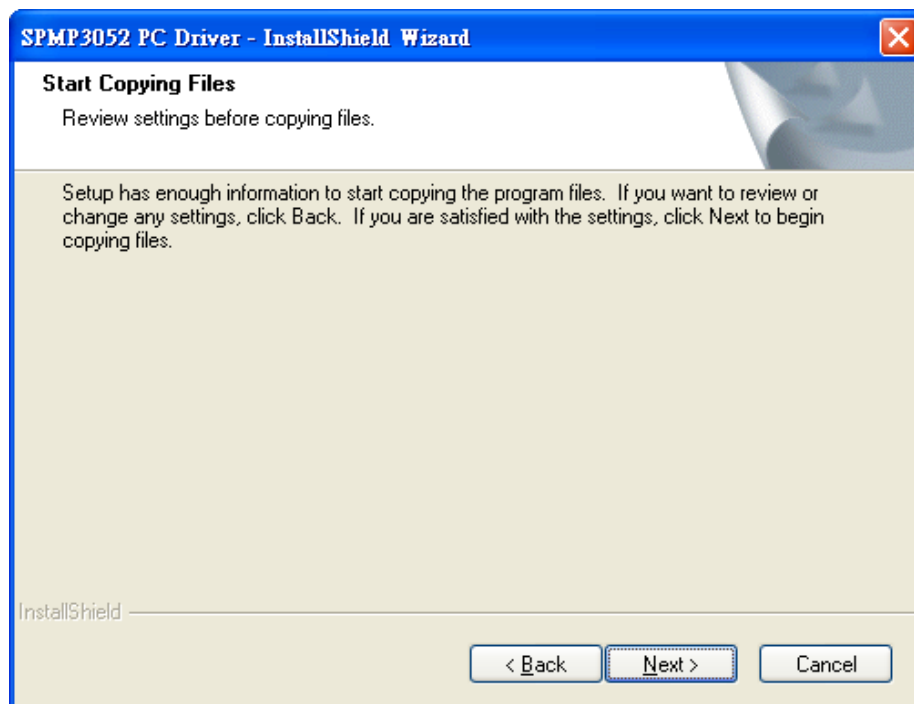 SPMP3052 PC Driver - InstallShield Wizard
Start Copying Files
Review settings before copying files.
Setup has enough information to start copying the program files. If you want to review or
change any settings, click Back. If you are satisfied with the settings, click Next to begin
copying files.
InstallShield
< Back
Next >
Cancel